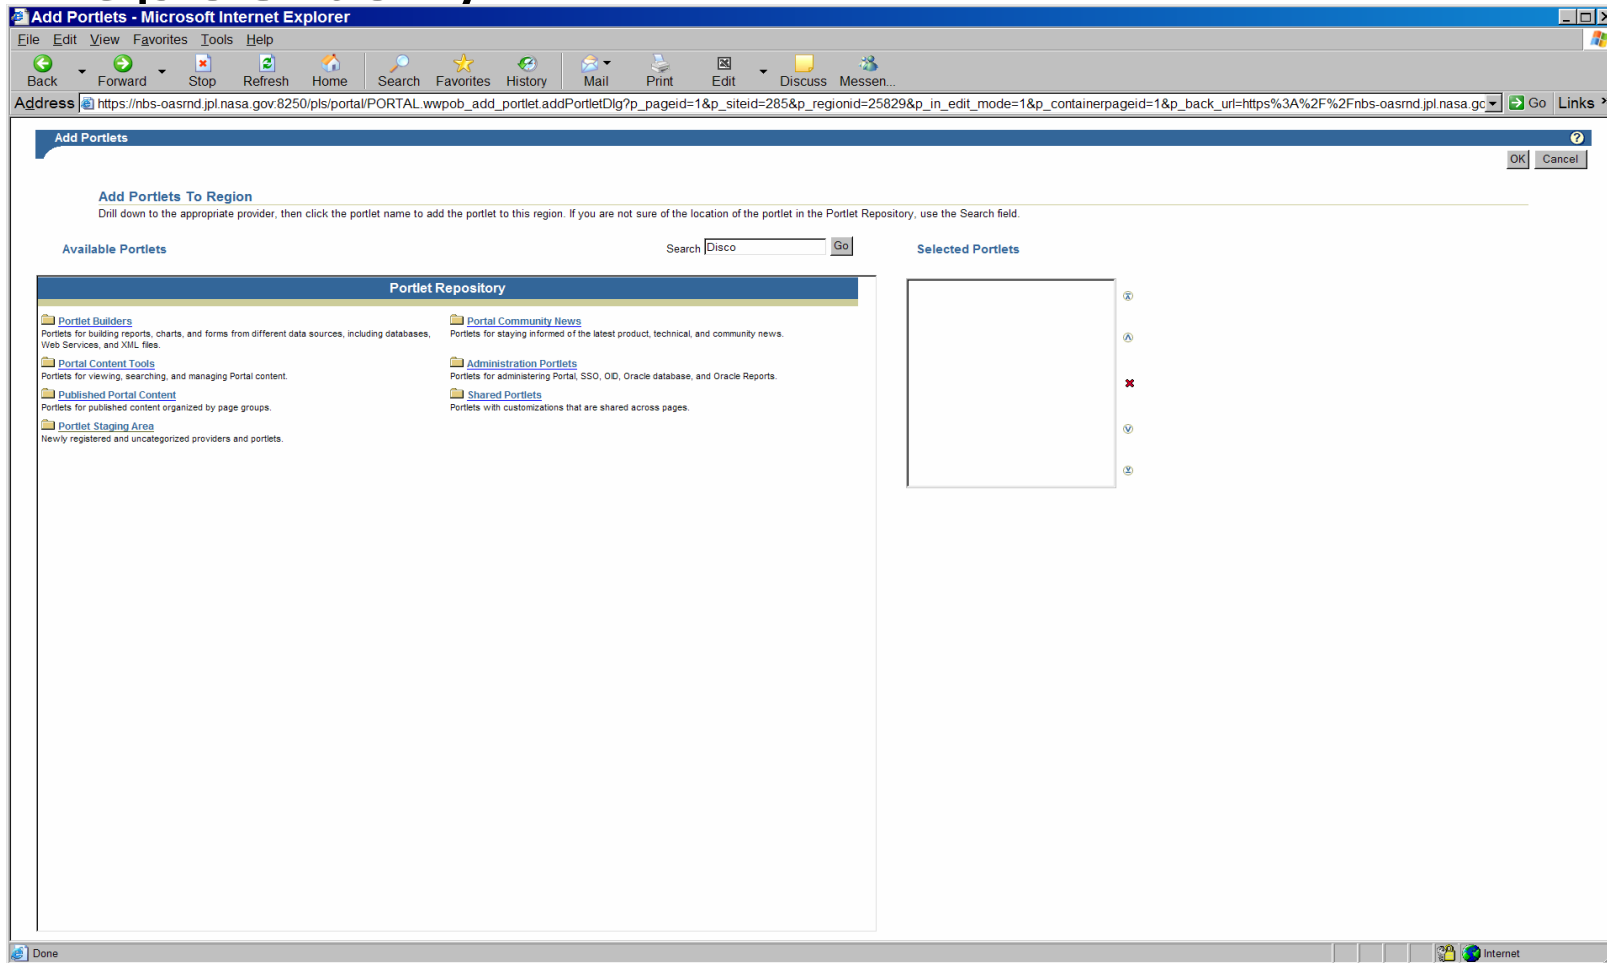 Add Portlets - Microsoft Internet Explorer
File Edit View Favorites Tools Help
Back Forward Stop Refresh Home Search Favorites History Mail Print Edit Discuss Messen...
Address https://nbs-oasrnd.jpl.nasa.gov:8250/pls/portal/PORTAL.wwpob_add_portlet.addPortletDlg?p_pageid=1&p_siteid=285&p_regionid=25829&p_in_edit_mode=1&p_containerpageid=1&p_back_url=https%3A%2F%2Fnbs-oasrnd.jpl.nasa.gc Go Links »
Add Portlets ?
OK Cancel
Add Portlets To Region
Drill down to the appropriate provider, then click the portlet name to add the portlet to this region. If you are not sure of the location of the portlet in the Portlet Repository, use the Search field.
Available Portlets Search Disco Go Selected Portlets
Portlet Repository
Portlet Builders
Portlets for building reports, charts, and forms from different data sources, including databases,
Web Services, and XML files.
Portal Community News
Portlets for staying informed of the latest product, technical, and community news.
Portal Content Tools
Portlets for viewing, searching, and managing Portal content.
Administration Portlets
Portlets for administering Portal, SSO, OID, Oracle database, and Oracle Reports.
Published Portal Content
Portlets for published content organized by page groups.
Shared Portlets
Portlets with customizations that are shared across pages.
Portlet Staging Area
Newly registered and uncategorized providers and portlets.
Done Internet